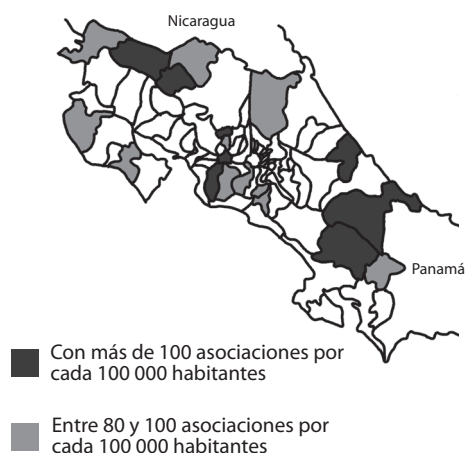 Nicaragua
Panamá
Con más de 100 asociaciones por
cada 100 000 habitantes
Entre 80 y 100 asociaciones por
cada 100 000 habitantes